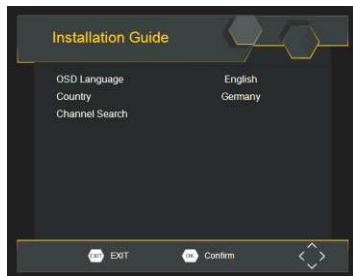 Installation Guide
OSD Language English
Country Germany
Channel Search
EXIT EXIT OK Confirm